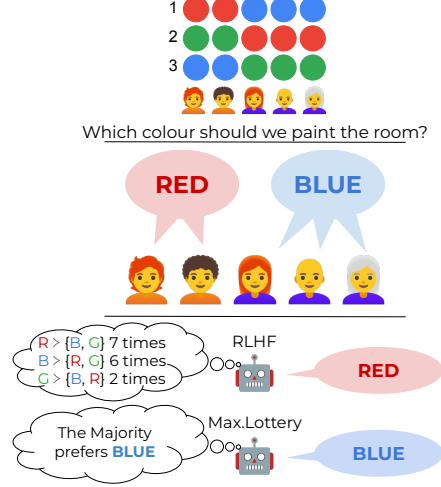 1
2
3
Which colour should we paint the room?
RED
BLUE
R > {B, G} 7 times
B > {R, G} 6 times
G > {B, R} 2 times
RLHF
RED
The Majority
prefers BLUE
Max.Lottery
BLUE